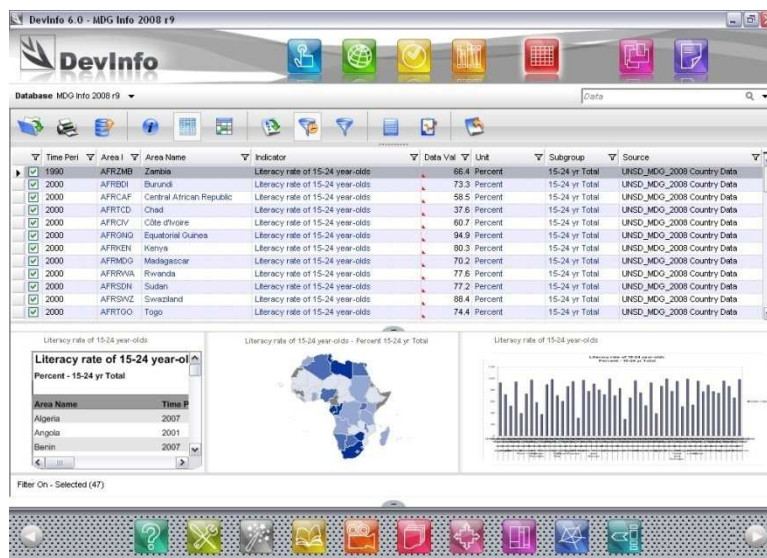 DevInfo 6.0 - MDG Info 2008 r9
DevInfo
Database MDG Info 2008 r9
Data
Time Peri Area I Area Name Indicator Data Val Unit Subgroup Source
1990 AFRZMB Zambia Literacy rate of 15-24 year-olds 66.4 Percent 15-24 yr Total UNSD_MDG_2008 Country Data
2000 AFRBDI Burundi Literacy rate of 15-24 year-olds 73.3 Percent 15-24 yr Total UNSD_MDG_2008 Country Data
2000 AFRCAF Central African Republic Literacy rate of 15-24 year-olds 58.5 Percent 15-24 yr Total UNSD_MDG_2008 Country Data
2000 AFRTCD Chad Literacy rate of 15-24 year-olds 37.6 Percent 15-24 yr Total UNSD_MDG_2008 Country Data
2000 AFRCIV Côte d'Ivoire Literacy rate of 15-24 year-olds 60.7 Percent 15-24 yr Total UNSD_MDG_2008 Country Data
2000 AFRGNQ Equatorial Guinea Literacy rate of 15-24 year-olds 94.9 Percent 15-24 yr Total UNSD_MDG_2008 Country Data
2000 AFRKEN Kenya Literacy rate of 15-24 year-olds 80.3 Percent 15-24 yr Total UNSD_MDG_2008 Country Data
2000 AFRMDG Madagascar Literacy rate of 15-24 year-olds 70.2 Percent 15-24 yr Total UNSD_MDG_2008 Country Data
2000 AFRRWA Rwanda Literacy rate of 15-24 year-olds 77.6 Percent 15-24 yr Total UNSD_MDG_2008 Country Data
2000 AFRSDN Sudan Literacy rate of 15-24 year-olds 77.2 Percent 15-24 yr Total UNSD_MDG_2008 Country Data
2000 AFRSWZ Swaziland Literacy rate of 15-24 year-olds 88.4 Percent 15-24 yr Total UNSD_MDG_2008 Country Data
2000 AFRTGO Togo Literacy rate of 15-24 year-olds 74.4 Percent 15-24 yr Total UNSD_MDG_2008 Country Data
Literacy rate of 15-24 year-olds
Literacy rate of 15-24 year-ol
Percent - 15-24 yr Total
Area Name Time P
Algeria 2007
Angola 2001
Benin 2007
Literacy rate of 15-24 year-olds - Percent 15-24 yr Total
Literacy rate of 15-24 year-olds
Literacy rate of 15-24 year-olds
Percent - 15-24 yr Total
Filter On - Selected (47)